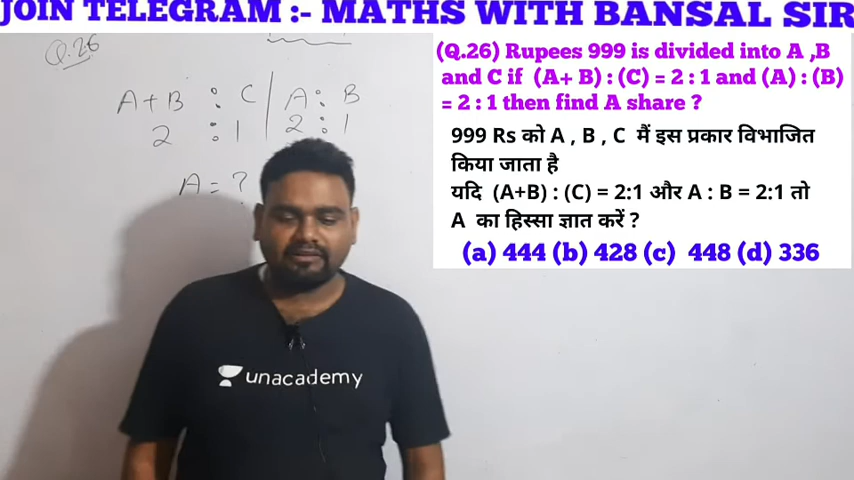 JOIN TELEGRAM :- MATHS WITH BANSAL SIR
Q.26
A+B : C | A : B
2 : 1 | 2 : 1
A = ?
(Q.26) Rupees 999 is divided into A ,B
and C if (A+ B) : (C) = 2 : 1 and (A) : (B)
= 2 : 1 then find A share ?
999 Rs को A , B , C मैं इस प्रकार विभाजित
किया जाता है
यदि (A+B) : (C) = 2:1 और A : B = 2:1 तो
A का हिस्सा ज्ञात करें ?
(a) 444 (b) 428 (c) 448 (d) 336
unacademy